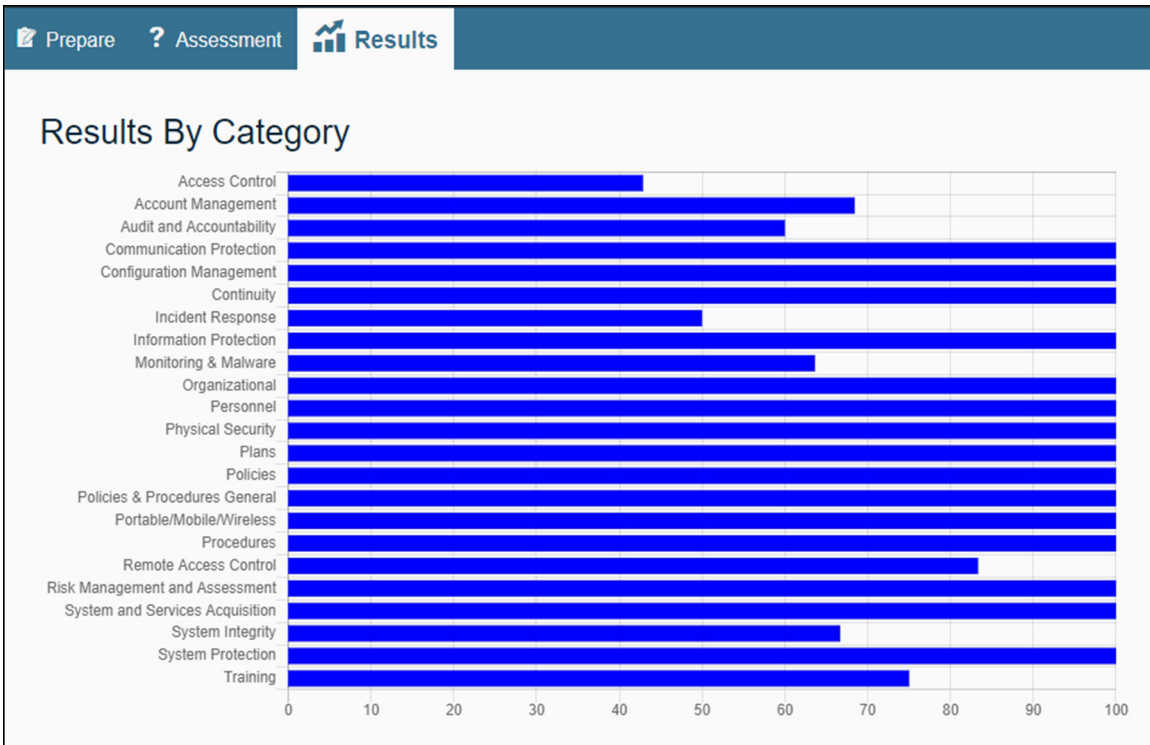 Prepare
? Assessment
Results
Results By Category
Access Control
Account Management
Audit and Accountability
Communication Protection
Configuration Management
Continuity
Incident Response
Information Protection
Monitoring & Malware
Organizational
Personnel
Physical Security
Plans
Policies
Policies & Procedures General
Portable/Mobile/Wireless
Procedures
Remote Access Control
Risk Management and Assessment
System and Services Acquisition
System Integrity
System Protection
Training
0 10 20 30 40 50 60 70 80 90 100